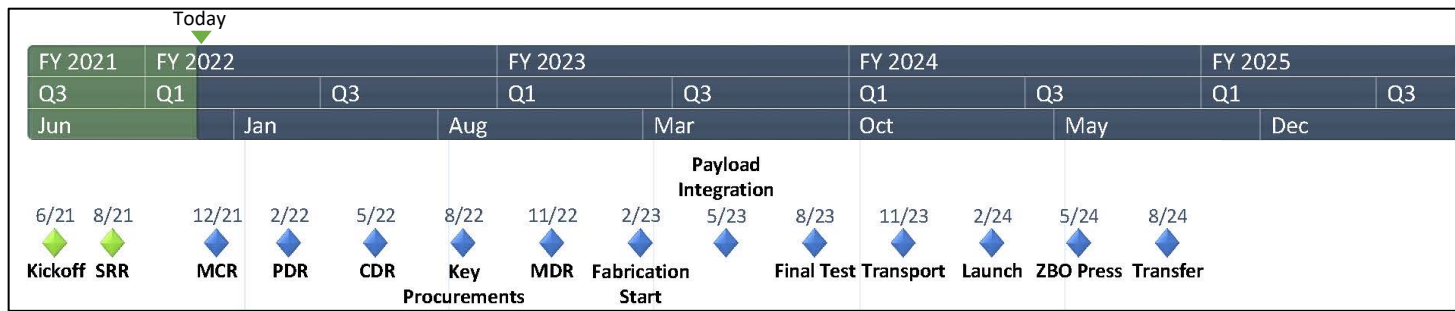 Today
FY 2021 FY 2022 FY 2023 FY 2024 FY 2025
Q3 Q1 Q3 Q1 Q3 Q1 Q3 Q1 Q3
Jun Jan Aug Mar Oct May Dec
Payload
Integration
6/21 8/21 12/21 2/22 5/22 8/22 11/22 2/23 5/23 8/23 11/23 2/24 5/24 8/24
Kickoff SRR MCR PDR CDR Key MDR Fabrication Final Test Transport Launch ZBO Press Transfer
Procurements Start